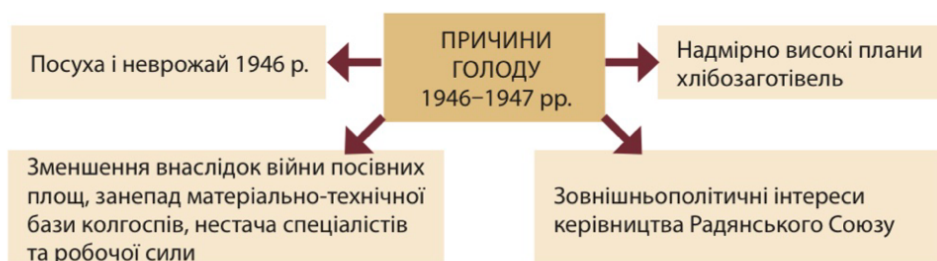 ПРИЧИНИ
ГОЛОДУ
1946–1947 рр.
Посуха і неврожай 1946 р.
Надмірно високі плани
хлібозаготівель
Зменшення внаслідок війни посівних
площ, занепад матеріально-технічної
бази колгоспів, нестача спеціалістів
та робочої сили
Зовнішньополітичні інтереси
керівництва Радянського Союзу